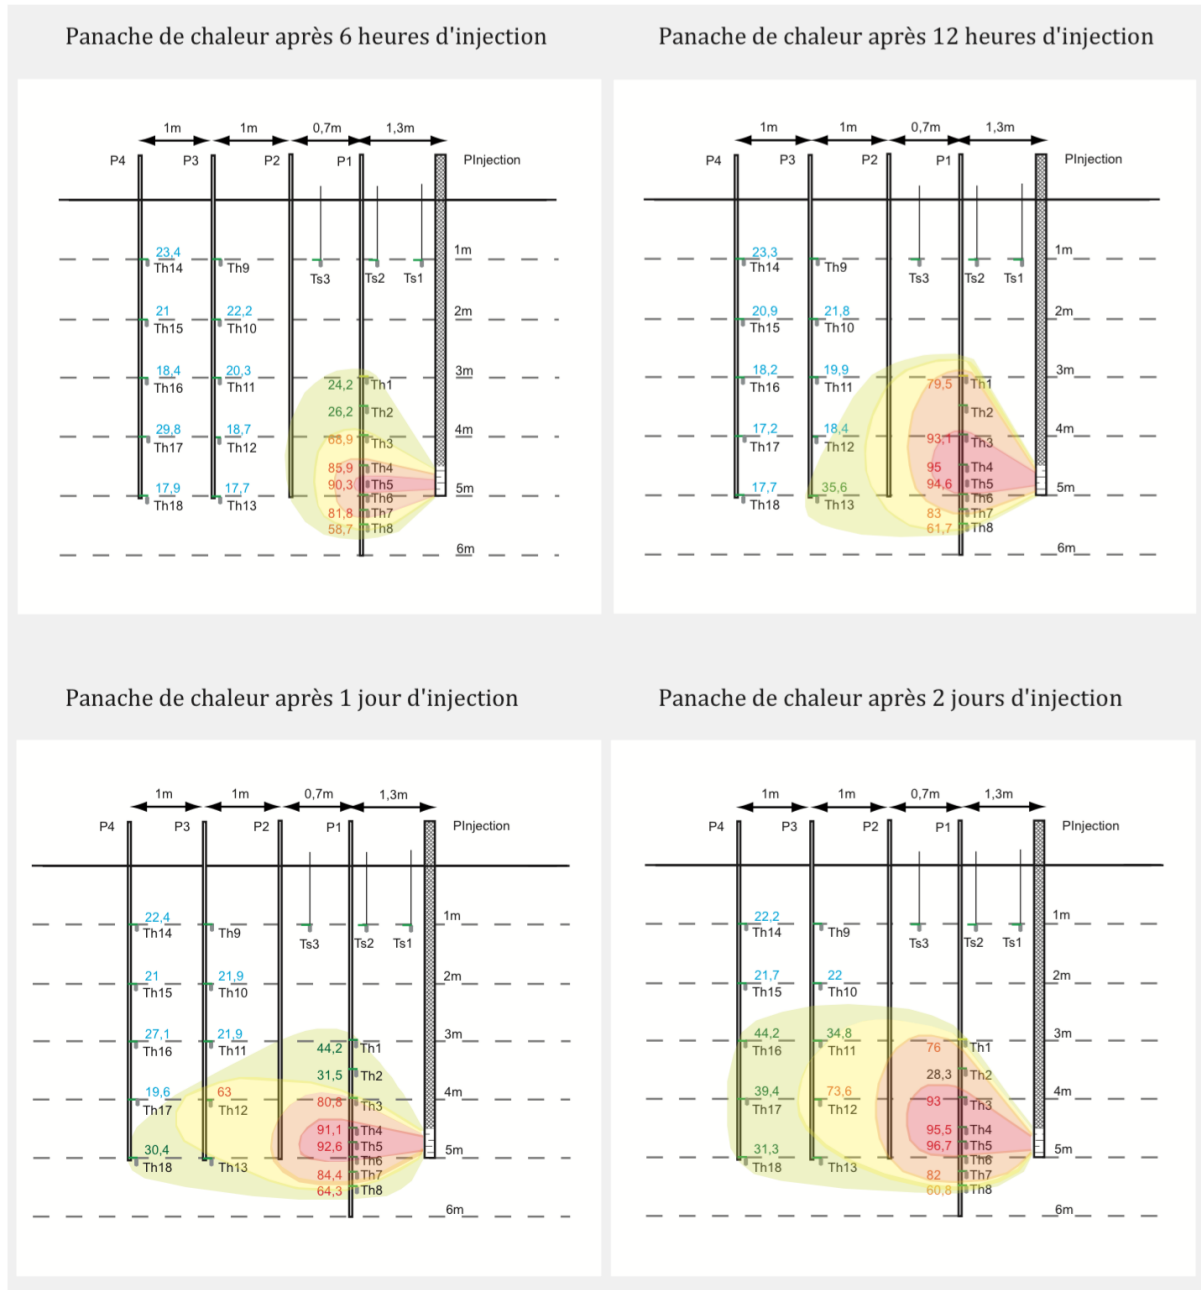 Panache de chaleur après 6 heures d'injection
1m 1m 0,7m 1,3m
P4 P3 P2 P1 PInjection
23,4 1m
Th14 Th9 Ts3 Ts2 Ts1
21 22,2 2m
Th15 Th10
18,4 20,3 24,2 Th1 3m
Th16 Th11
26,2 Th2
29,8 18,7 68,9 Th3 4m
Th17 Th12
85,9 Th4
17,9 17,7 90,3 Th5 5m
Th18 Th13 Th6
81,8 Th7
58,7 Th8
6m
Panache de chaleur après 12 heures d'injection
1m 1m 0,7m 1,3m
P4 P3 P2 P1 PInjection
23,3 1m
Th14 Th9 Ts3 Ts2 Ts1
20,9 21,8 2m
Th15 Th10
18,2 19,9 79,5 Th1 3m
Th16 Th11
Th2
17,2 18,4 93,1 Th3 4m
Th17 Th12
95 Th4
17,7 35,6 94,6 Th5 5m
Th18 Th13 Th6
83 Th7
61,7 Th8
6m
Panache de chaleur après 1 jour d'injection
1m 1m 0,7m 1,3m
P4 P3 P2 P1 PInjection
22,4 1m
Th14 Th9 Ts3 Ts2 Ts1
21 21,9 2m
Th15 Th10
27,1 21,9 44,2 Th1 3m
Th16 Th11
31,5 Th2
19,6 63 80,8 Th3 4m
Th17 Th12
91,1 Th4
30,4 92,6 Th5 5m
Th18 Th13 Th6
84,4 Th7
64,3 Th8
6m
Panache de chaleur après 2 jours d'injection
1m 1m 0,7m 1,3m
P4 P3 P2 P1 PInjection
22,2 1m
Th14 Th9 Ts3 Ts2 Ts1
21,7 22 2m
Th15 Th10
44,2 34,8 76 Th1 3m
Th16 Th11
28,3 Th2
39,4 73,6 93 Th3 4m
Th17 Th12
95,5 Th4
31,3 96,7 Th5 5m
Th18 Th13 Th6
82 Th7
60,8 Th8
6m